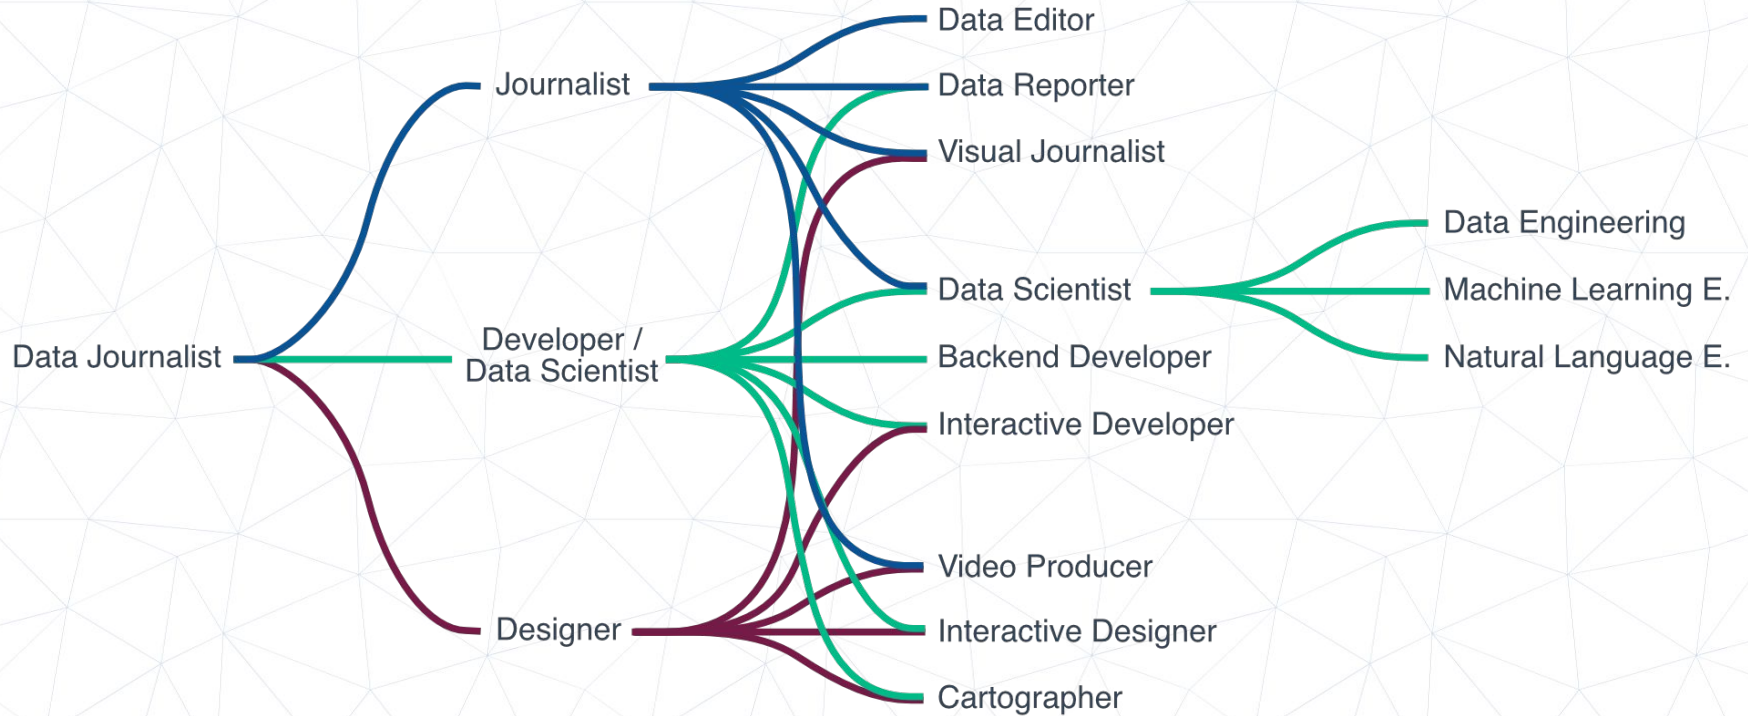 Data Journalist
Journalist
Developer /
Data Scientist
Designer
Data Editor
Data Reporter
Visual Journalist
Data Scientist
Backend Developer
Interactive Developer
Video Producer
Interactive Designer
Cartographer
Data Engineering
Machine Learning E.
Natural Language E.